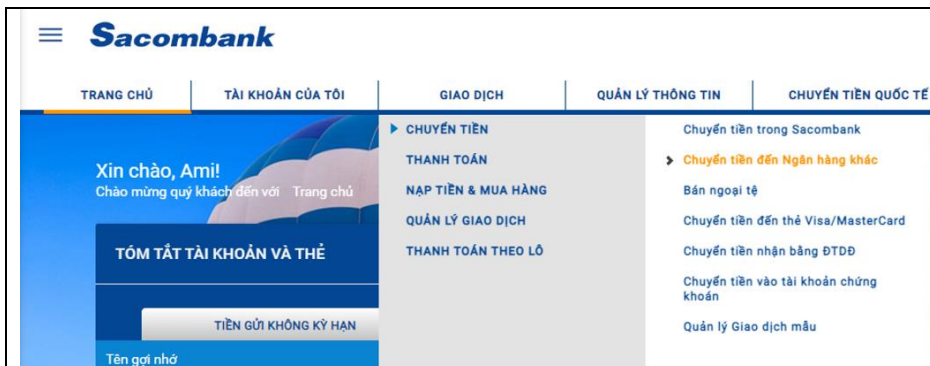 Sacombank
TRANG CHỦ
TÀI KHOẢN CỦA TÔI
GIAO DỊCH
QUẢN LÝ THÔNG TIN
CHUYỂN TIỀN QUỐC TẾ
Xin chào, Ami!
Chào mừng quý khách đến với Trang chủ
TÓM TẮT TÀI KHOẢN VÀ THẺ
TIỀN GỬI KHÔNG KỲ HẠN
Tên gợi nhớ
CHUYỂN TIỀN
THANH TOÁN
NẠP TIỀN & MUA HÀNG
QUẢN LÝ GIAO DỊCH
THANH TOÁN THEO LÔ
Chuyển tiền trong Sacombank
Chuyển tiền đến Ngân hàng khác
Bán ngoại tệ
Chuyển tiền đến thẻ Visa/MasterCard
Chuyển tiền nhận bằng ĐTDĐ
Chuyển tiền vào tài khoản chứng
khoán
Quản lý Giao dịch mẫu